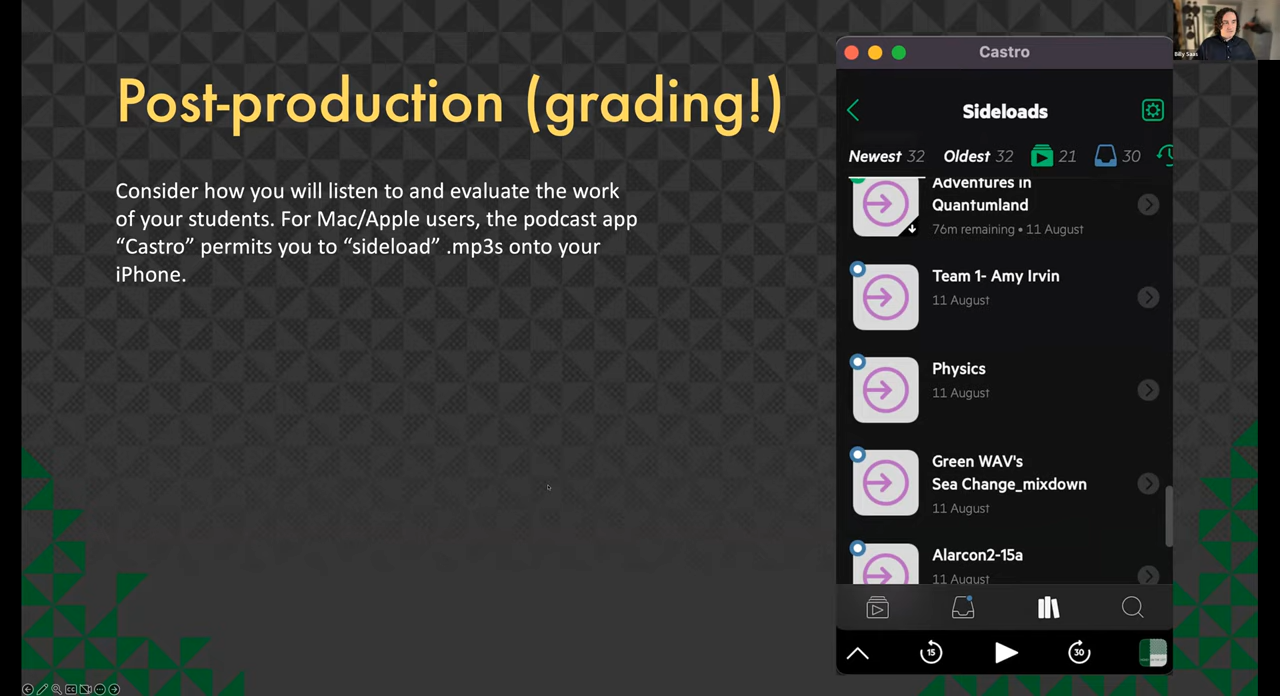 Post-production (grading!)
Consider how you will listen to and evaluate the work
of your students. For Mac/Apple users, the podcast app
“Castro” permits you to “sideload” .mp3s onto your
iPhone.
Castro
Sideloads
Newest 32 Oldest 32 21 30
Adventures in
Quantumland
76m remaining • 11 August
Team 1- Amy Irvin
11 August
Physics
11 August
Green WAV's
Sea Change_mixdown
11 August
Alarcon2-15a
11 August
15 30
Billy Saas
CC